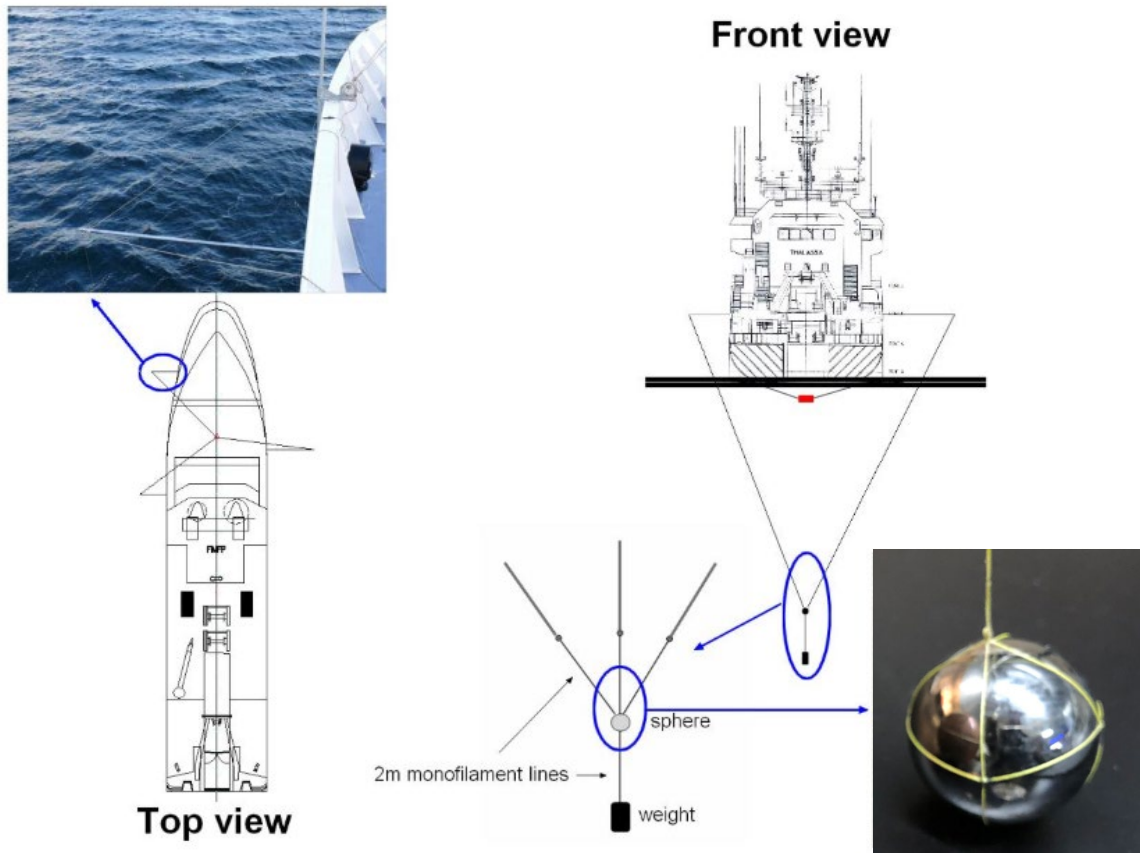 Front view
THALASSA
sphere
2m monofilament lines
weight
Top view